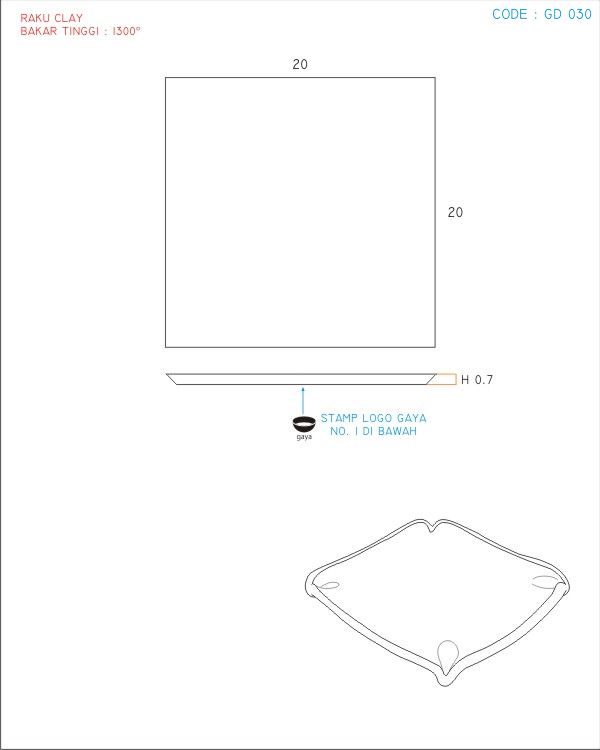 RAKU CLAY
BAKAR TINGGI : 1300°
CODE : GD 030
20
20
H 0.7
STAMP LOGO GAYA
NO. 1 DI BAWAH
gaya